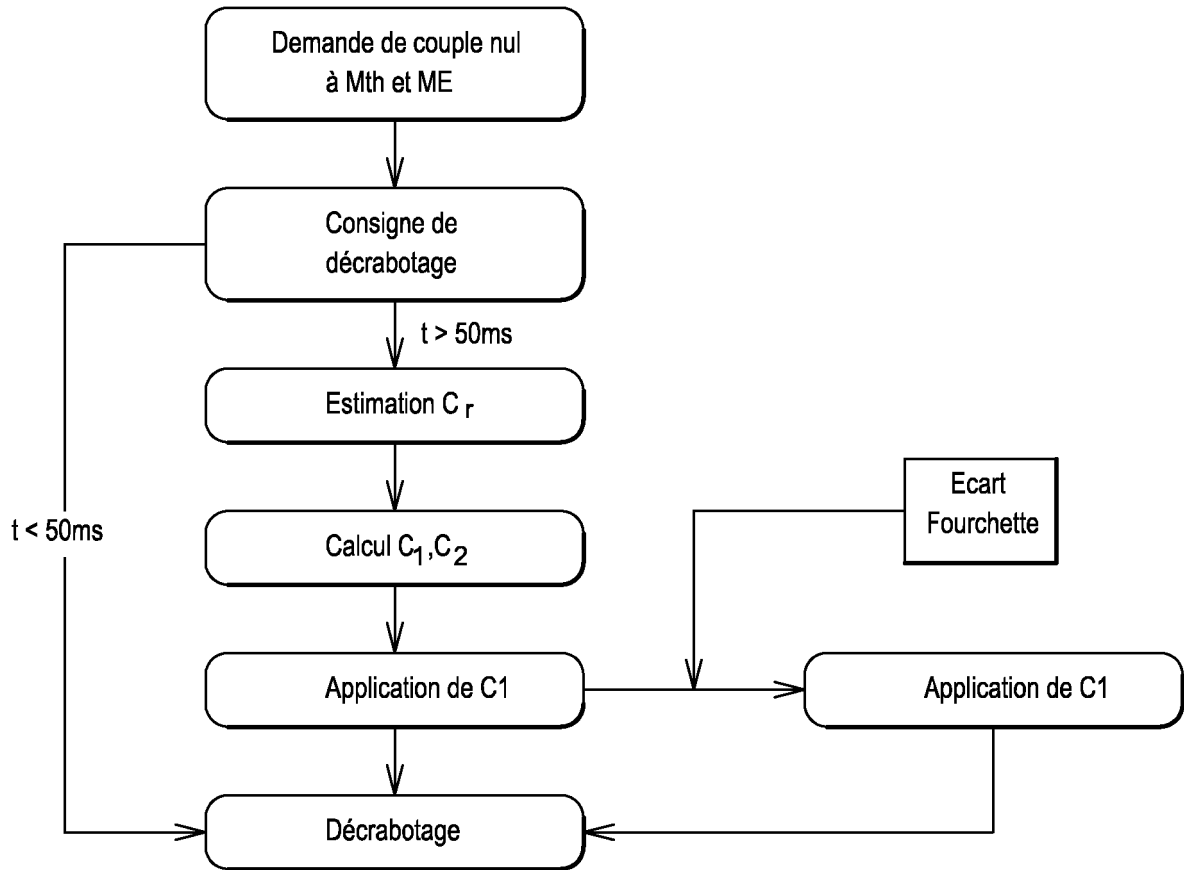 Demande de couple nul
à Mth et ME
Consigne de
décrabotage
t > 50ms
Estimation C r
t < 50ms
Ecart
Fourchette
Calcul C1,C2
Application de C1
Application de C1
Décrabotage